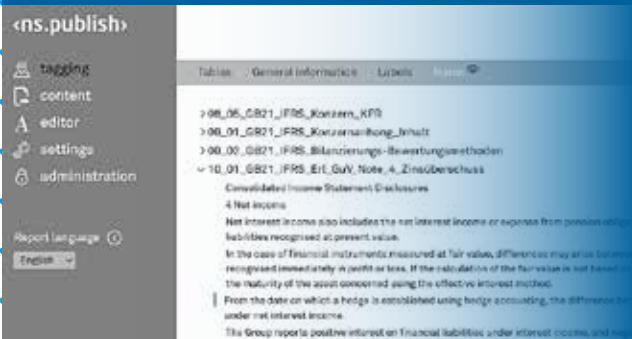 ‹ns.publish›
tagging
content
editor
settings
administration
Report language
English
Tables General information Labels
> 08_05_GB21_IFRS_Konzern_KFR
> 00_01_GB21_IFRS_Konzernanhang_Inhalt
> 00_02_GB21_IFRS_Bilanzierungs-Bewertungsmethoden
10_01_GB21_IFRS_Erl_GuV_Note_4_Zinsüberschuss
Consolidated Income Statement Disclosures
4 Net income
Net interest income also includes the net interest income or expense from pension
liabilities recognised at present value.
In the case of financial instruments measured at fair value, differences may arise between
recognised immediately in profit or loss. If the calculation of the fair value is not based
the maturity of the asset concerned using the effective interest method.
From the date on which a hedge is established using hedge accounting, the difference
under net interest income.
The Group reports positive interest on financial liabilities under interest income, and